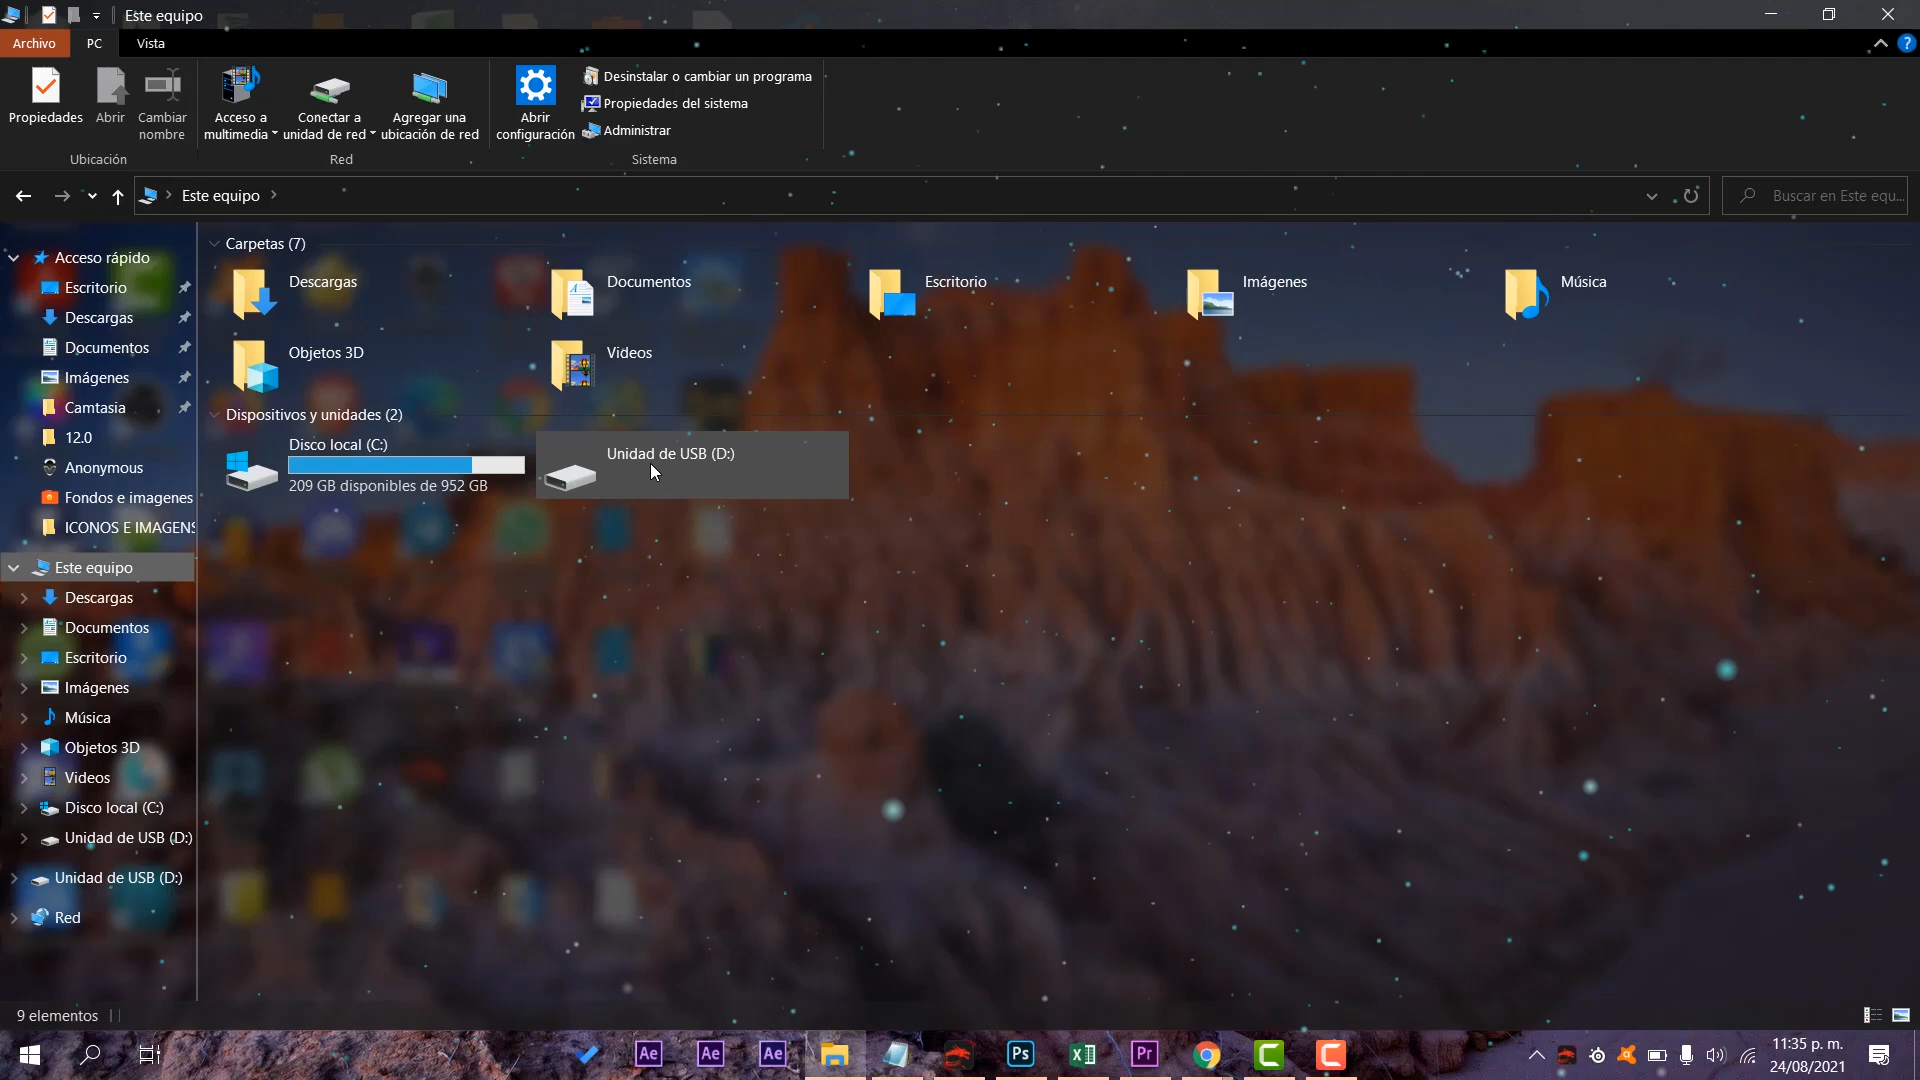 Este equipo
Archivo
PC
Vista
Propiedades
Abrir
Cambiar
nombre
Ubicación
Acceso a
multimedia
Conectar a
unidad de red
Agregar una
ubicación de red
Red
Abrir
configuración
Desinstalar o cambiar un programa
Propiedades del sistema
Administrar
Sistema
Este equipo
Buscar en Este equ...
Acceso rápido
Escritorio
Descargas
Documentos
Imágenes
Camtasia
12.0
Anonymous
Fondos e imagenes
ICONOS E IMAGENS
Este equipo
Descargas
Documentos
Escritorio
Imágenes
Música
Objetos 3D
Videos
Disco local (C:)
Unidad de USB (D:)
Unidad de USB (D:)
Red
Carpetas (7)
Descargas
Documentos
Escritorio
Imágenes
Música
Objetos 3D
Videos
Dispositivos y unidades (2)
Disco local (C:)
209 GB disponibles de 952 GB
Unidad de USB (D:)
9 elementos
Ae
Ae
Ae
Ps
Pr
11:35 p. m.
24/08/2021